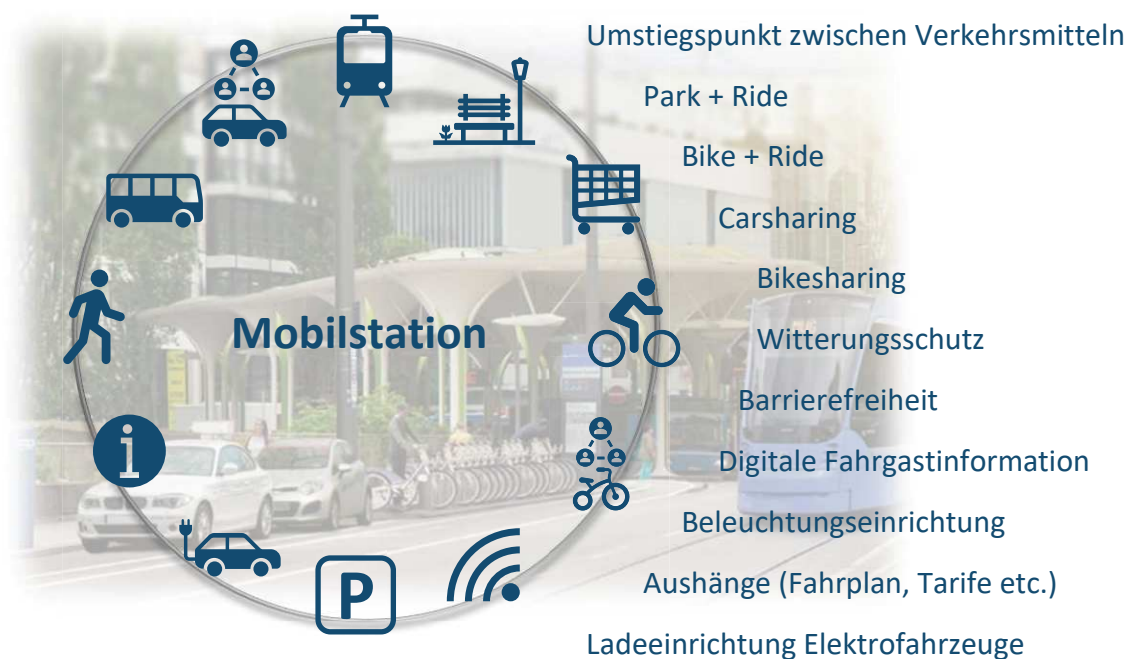 Umstiegspunkt zwischen Verkehrsmitteln
Park + Ride
Bike + Ride
Carsharing
Bikesharing
Mobilstation
Witterungsschutz
Barrierefreiheit
i
Digitale Fahrgastinformation
Beleuchtungseinrichtung
P
Aushänge (Fahrplan, Tarife etc.)
Ladeeinrichtung Elektrofahrzeuge